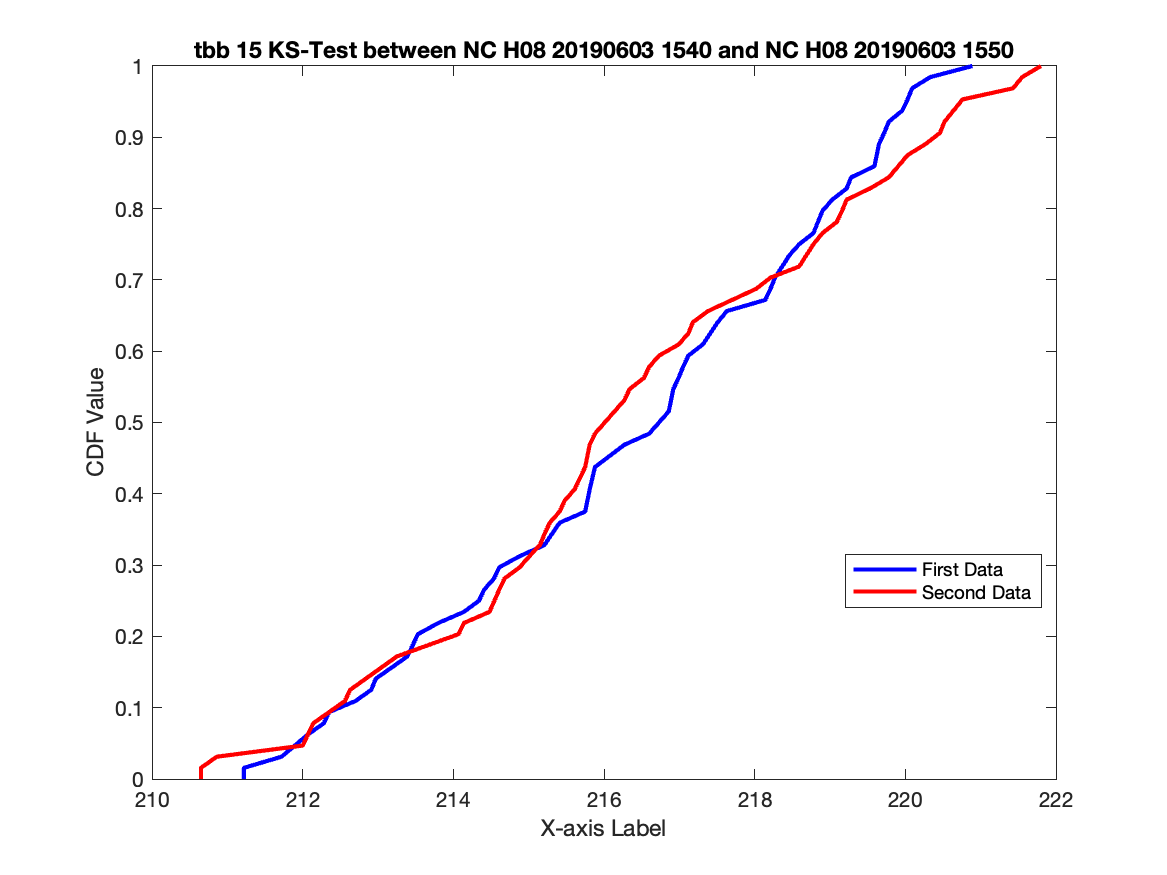 tbb 15 KS-Test between NC H08 20190603 1540 and NC H08 20190603 1550
1
0.9
0.8
0.7
0.6
0.5
0.4
0.3
0.2
0.1
0
CDF Value
First Data
Second Data
210 212 214 216 218 220 222
X-axis Label